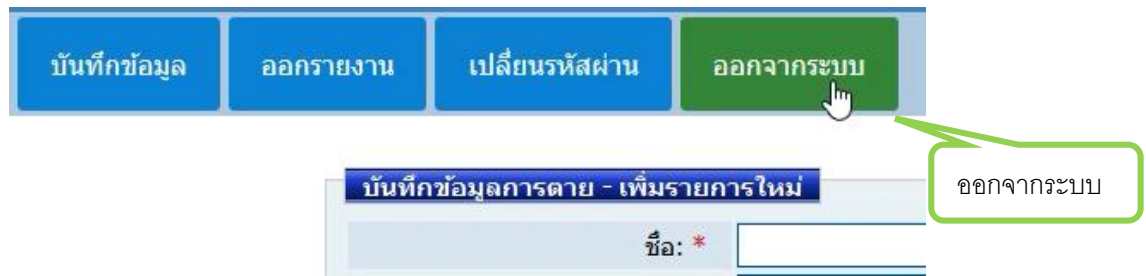 บันทึกข้อมูล ออกรายงาน เปลี่ยนรหัสผ่าน ออกจากระบบ
บันทึกข้อมูลการตาย - เพิ่มรายการใหม่
ออกจากระบบ
ชื่อ: *